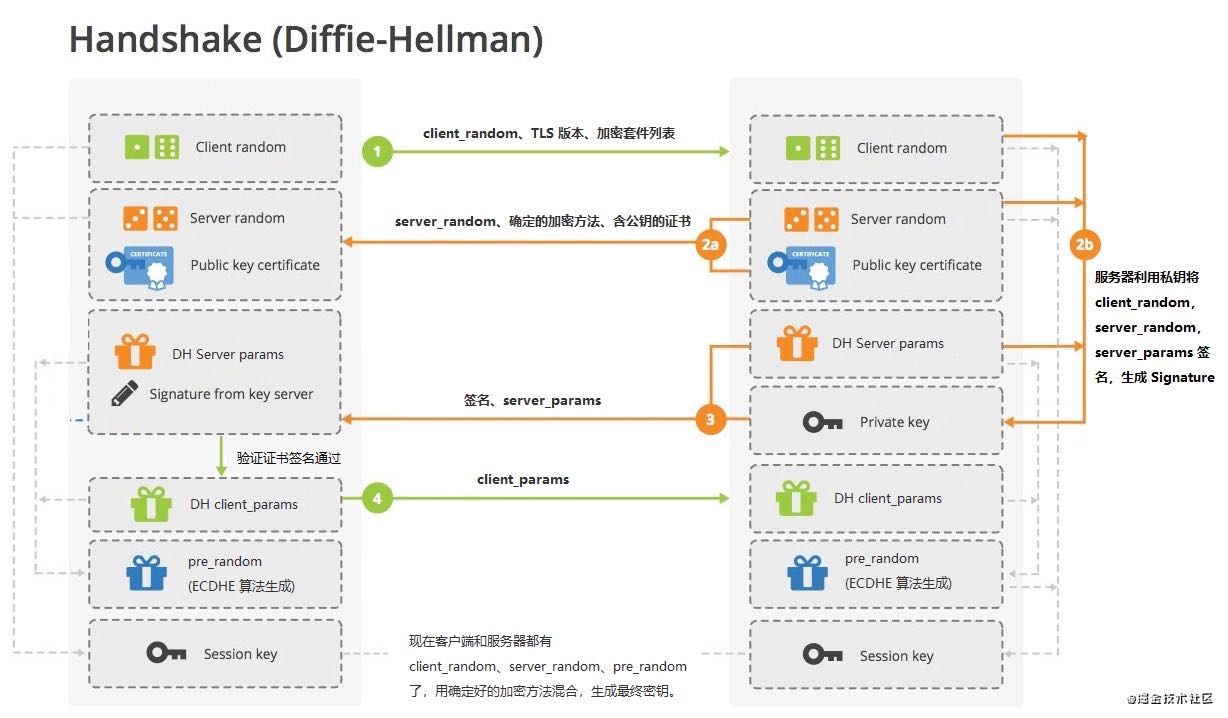 Handshake (Diffie-Hellman)
Client random
1
client_random、TLS 版本、加密套件列表
Client random
Server random
CERTIFICATE
Public key certificate
server_random、确定的加密方法、含公钥的证书
2a
Server random
CERTIFICATE
Public key certificate
2b
服务器利用私钥将
client_random，
server_random，
server_params 签
名，生成 Signature
DH Server params
Signature from key server
签名、server_params
3
DH Server params
Private key
验证证书签名通过
DH client_params
4
client_params
DH client_params
pre_random
(ECDHE 算法生成)
pre_random
(ECDHE 算法生成)
Session key
现在客户端和服务器都有
client_random、server_random、pre_random
了，用确定好的加密方法混合，生成最终密钥。
Session key
@掘金技术社区